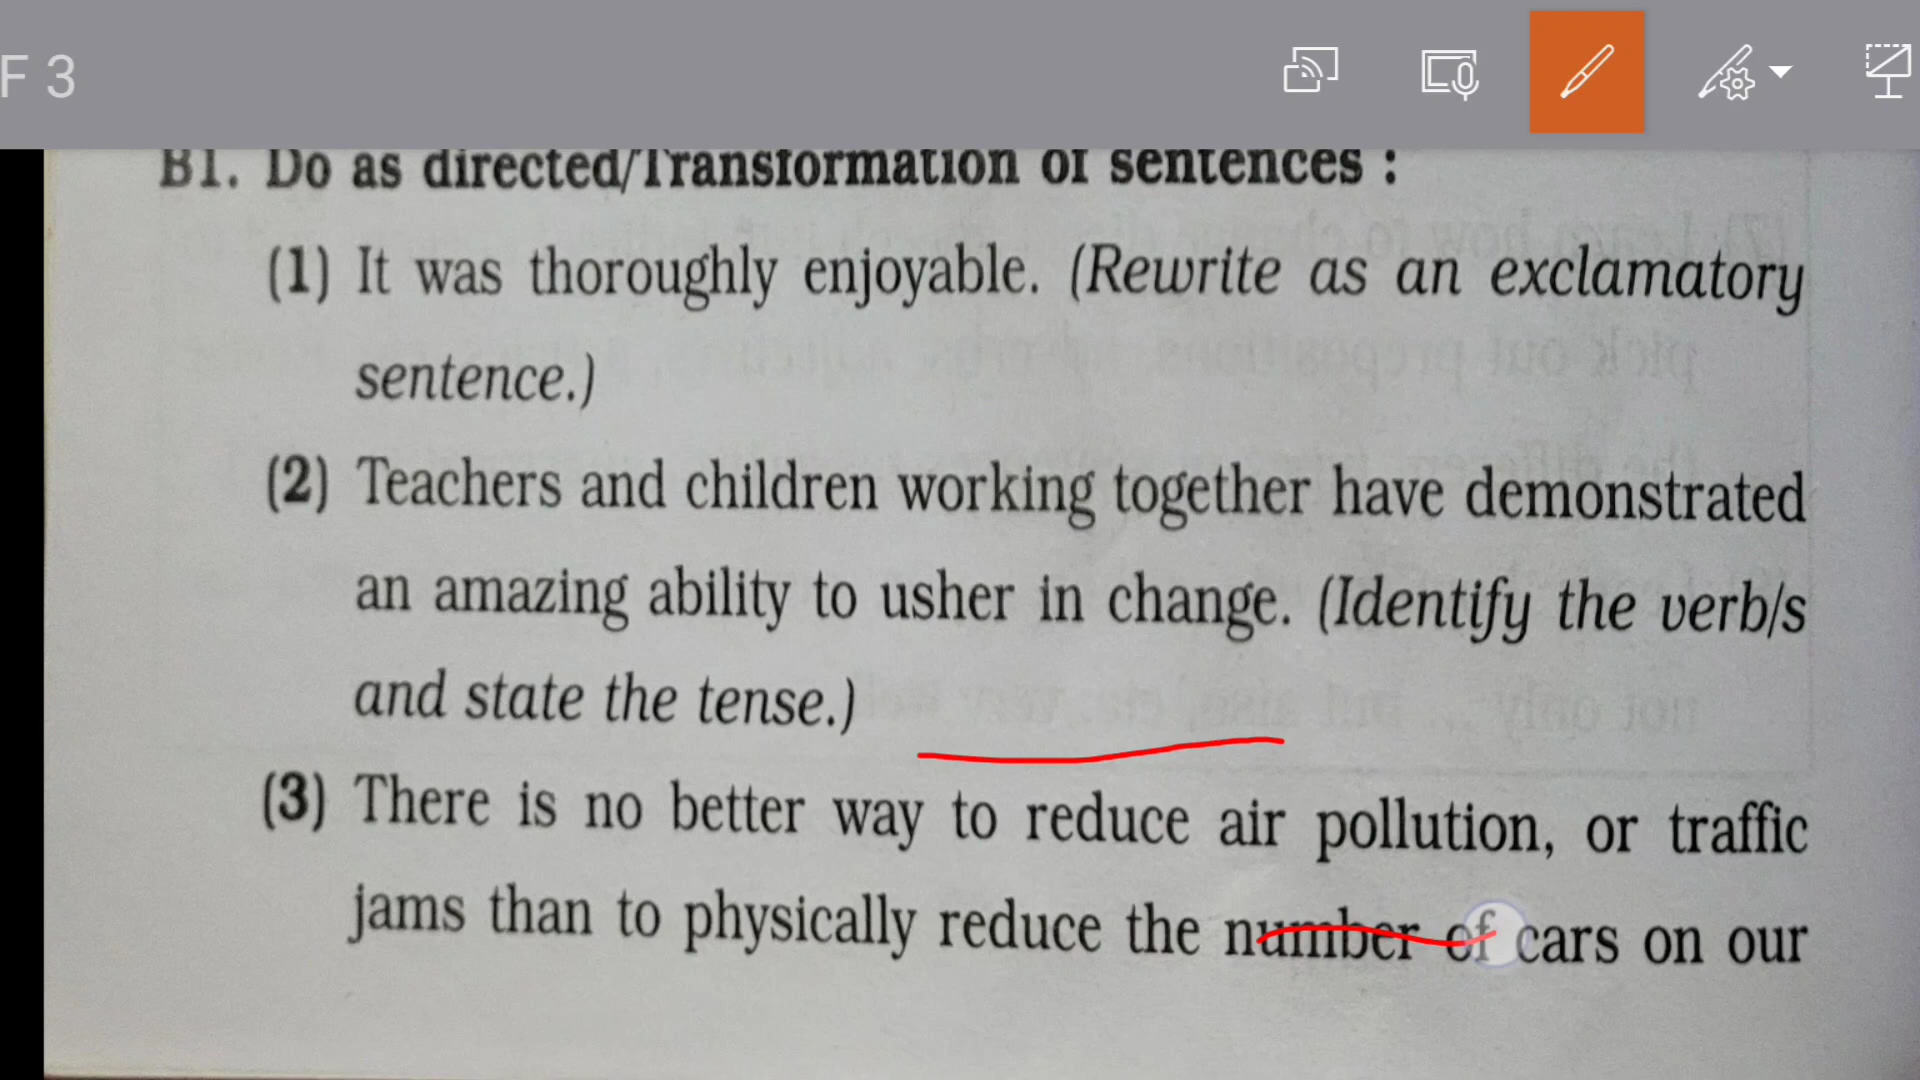 F 3
B1. Do as directed/Transformation of sentences :
(1) It was thoroughly enjoyable. (Rewrite as an exclamatory
sentence.)
(2) Teachers and children working together have demonstrated
an amazing ability to usher in change. (Identify the verb/s
and state the tense.)
(3) There is no better way to reduce air pollution, or traffic
jams than to physically reduce the number of cars on our